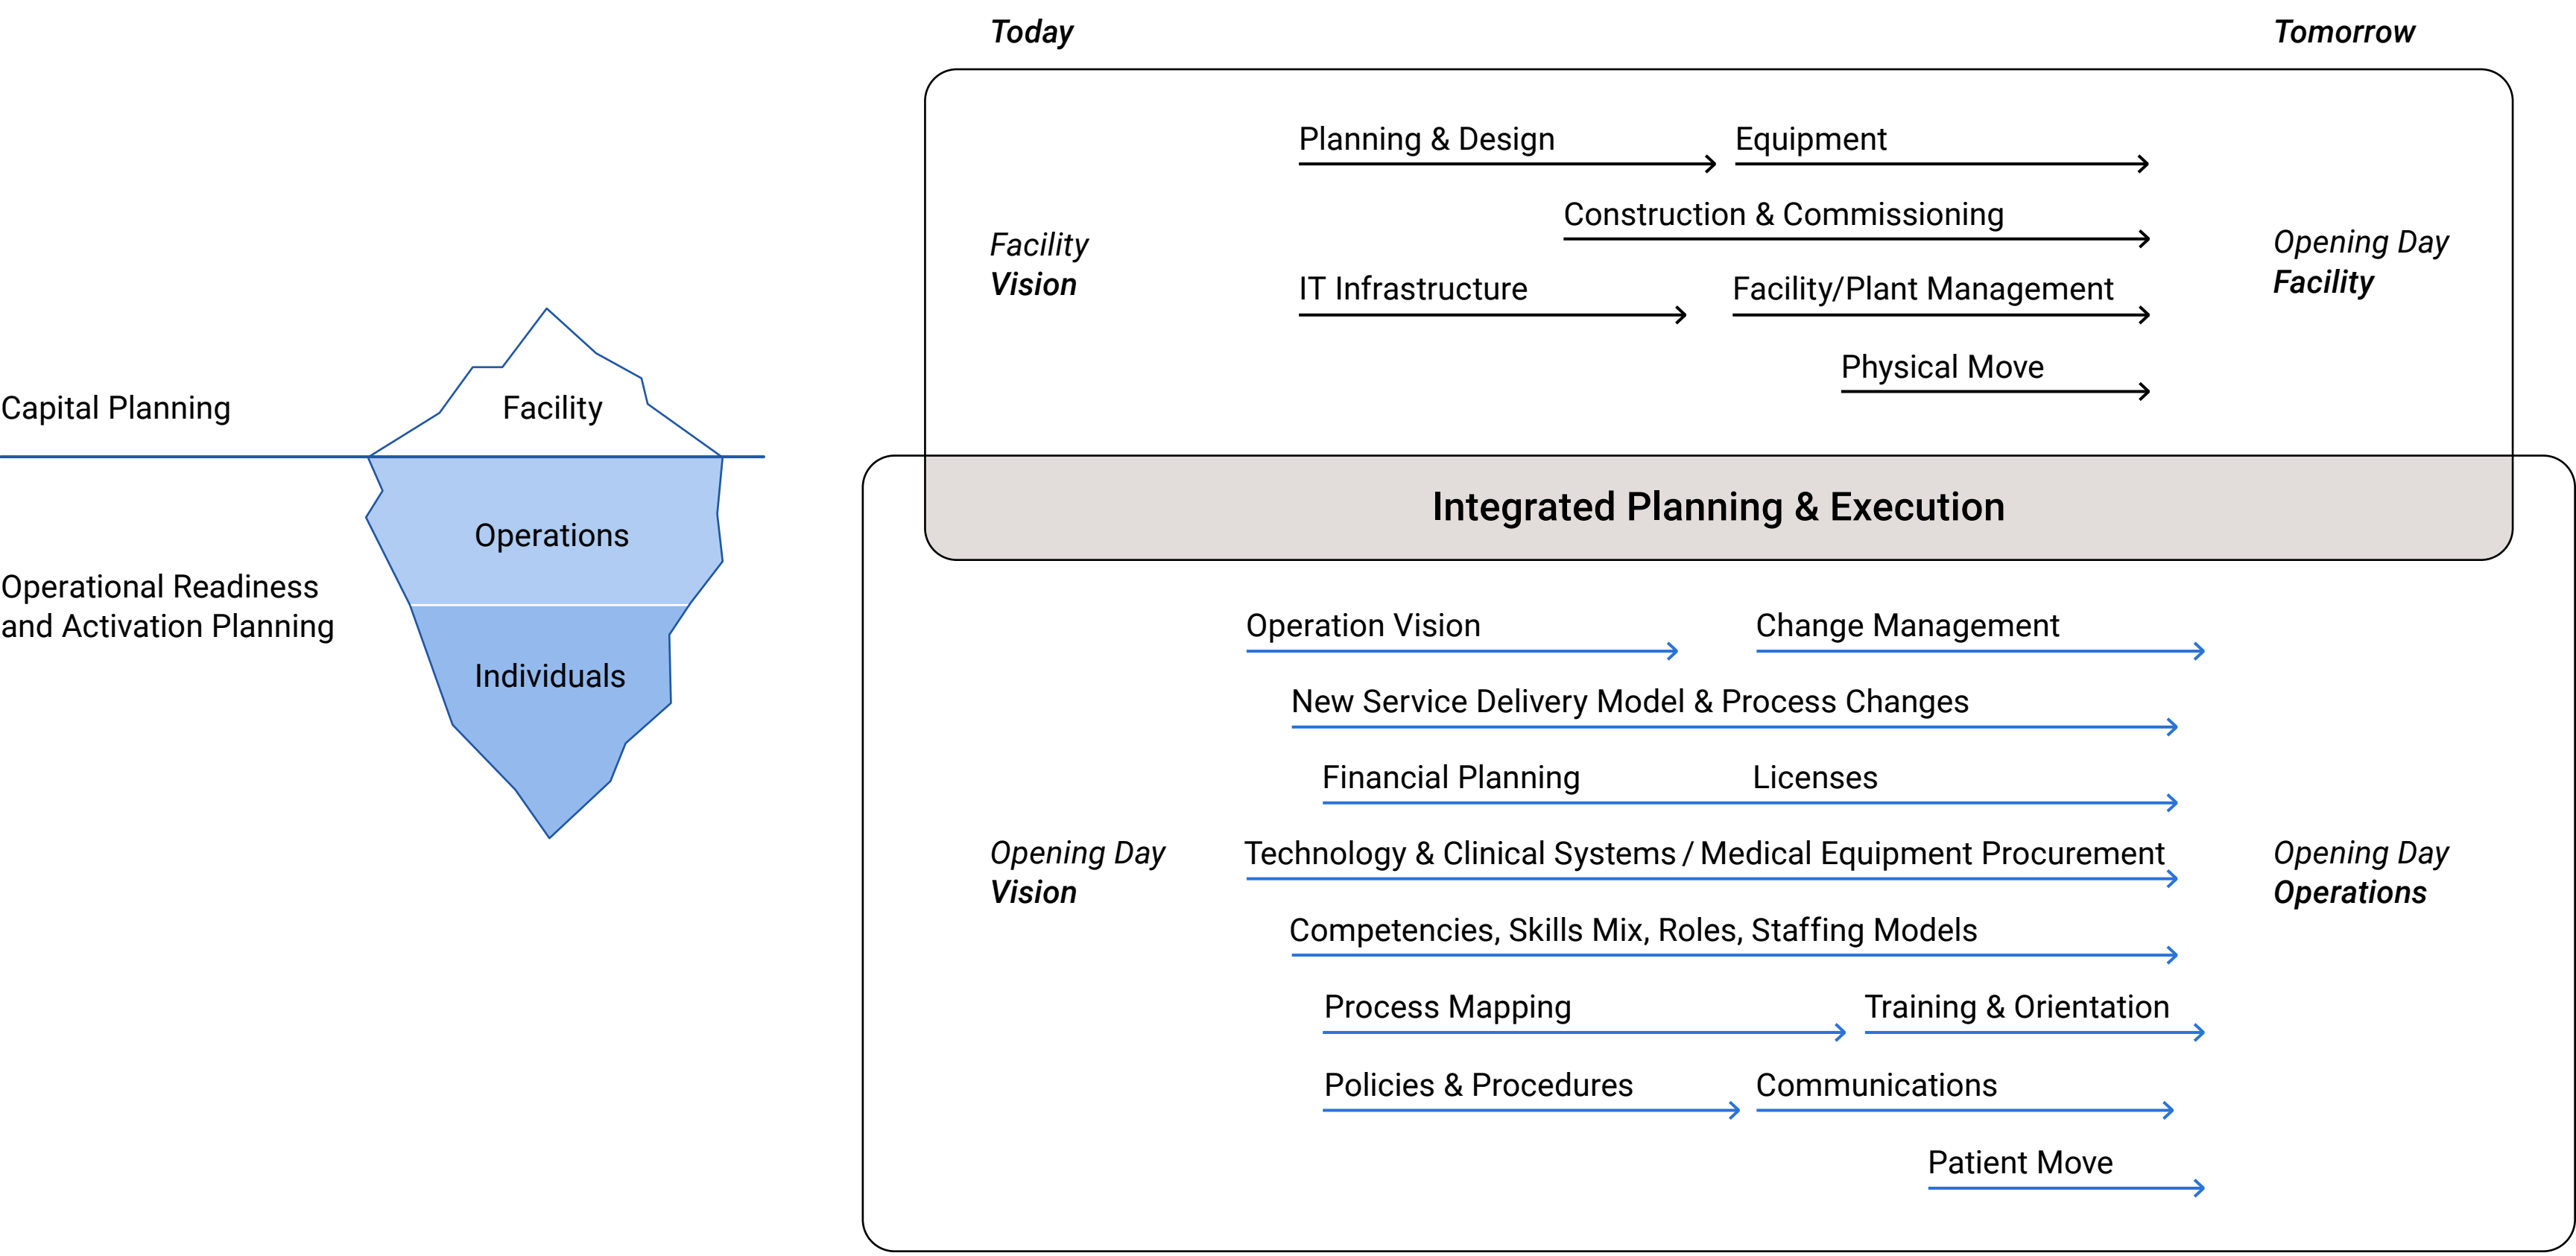 Today
Tomorrow
Planning & Design
Equipment
Construction & Commissioning
Facility
Vision
IT Infrastructure
Facility/Plant Management
Opening Day
Facility
Physical Move
Capital Planning
Facility
Operations
Operational Readiness
and Activation Planning
Individuals
Integrated Planning & Execution
Operation Vision
Change Management
New Service Delivery Model & Process Changes
Financial Planning
Licenses
Opening Day
Vision
Technology & Clinical Systems / Medical Equipment Procurement
Opening Day
Operations
Competencies, Skills Mix, Roles, Staffing Models
Process Mapping
Training & Orientation
Policies & Procedures
Communications
Patient Move